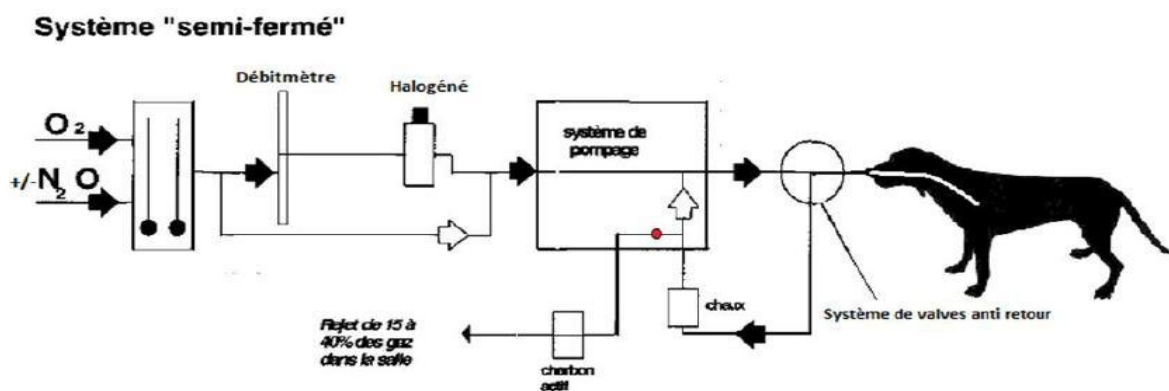 Système "semi-fermé"
Débitmètre
Halogéné
O2
+/-N2O
système de
pompage
chaux
Système de valves anti retour
Rejet de 15 à
40% des gaz
dans la salle
charbon
actif